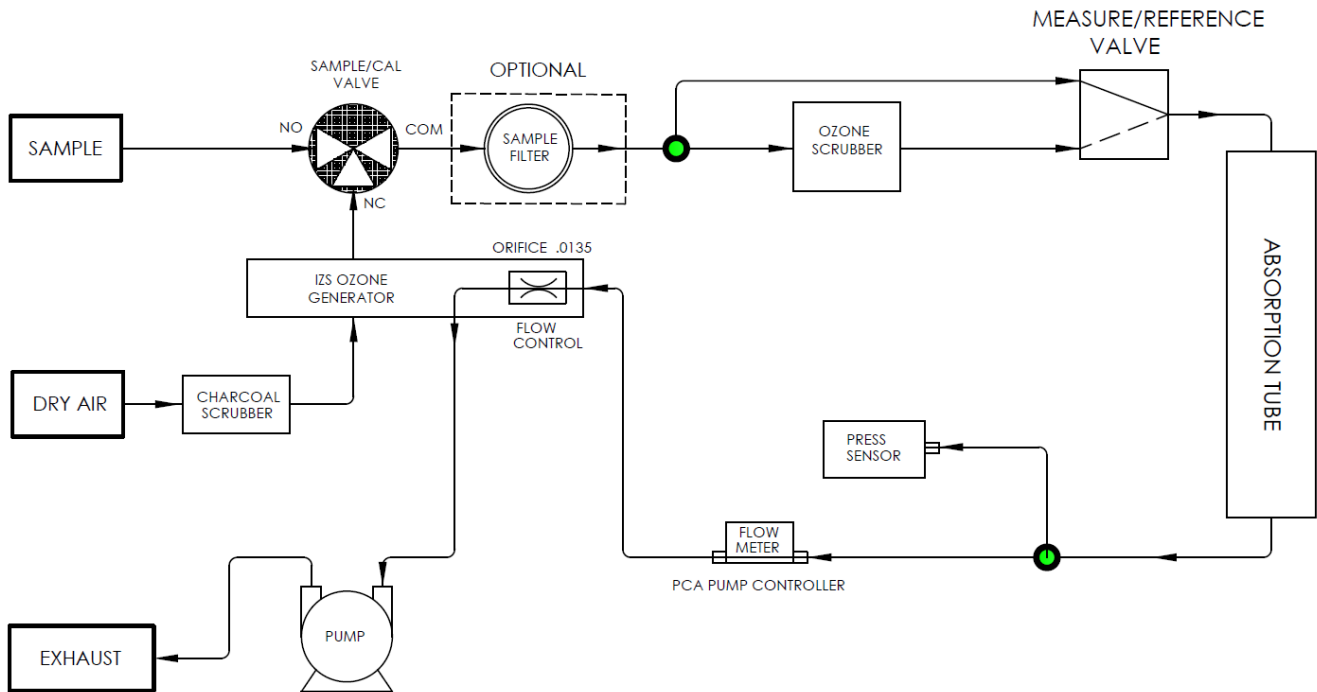 MEASURE/REFERENCE
VALVE
SAMPLE/CAL
VALVE
OPTIONAL
SAMPLE
NO
COM
NC
SAMPLE
FILTER
OZONE
SCRUBBER
ABSORPTION TUBE
ORIFICE .0135
IZS OZONE
GENERATOR
FLOW
CONTROL
DRY AIR
CHARCOAL
SCRUBBER
PRESS
SENSOR
FLOW
METER
PCA PUMP CONTROLLER
PUMP
EXHAUST